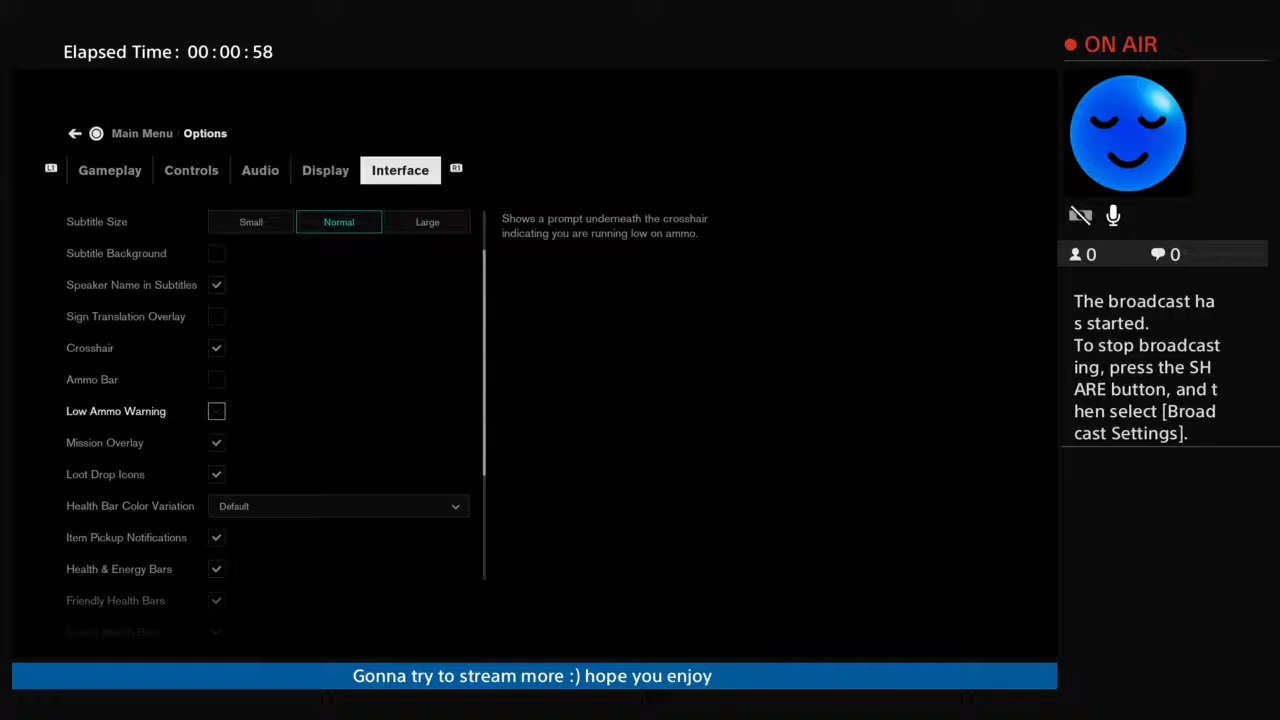 Elapsed Time: 00:00:58
ON AIR
Main Menu / Options
L1 Gameplay Controls Audio Display Interface R1
Subtitle Size Small Normal Large
Subtitle Background
Speaker Name in Subtitles
Sign Translation Overlay
Crosshair
Ammo Bar
Low Ammo Warning
Mission Overlay
Loot Drop Icons
Health Bar Color Variation Default
Item Pickup Notifications
Health & Energy Bars
Friendly Health Bars
Shows a prompt underneath the crosshair
indicating you are running low on ammo.
0 0
The broadcast ha
s started.
To stop broadcast
ing, press the SH
ARE button, and t
hen select [Broad
cast Settings].
Gonna try to stream more :) hope you enjoy